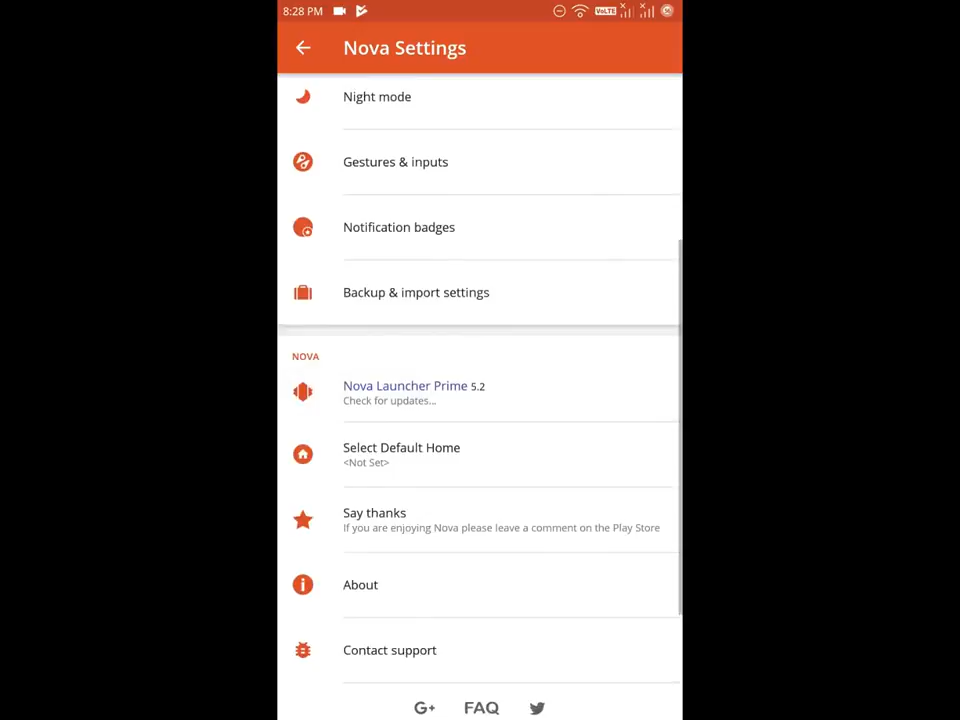 8:28 PM VoLTE
Nova Settings
Night mode
Gestures & inputs
Notification badges
Backup & import settings
NOVA
Nova Launcher Prime 5.2
Check for updates...
Select Default Home
<Not Set>
Say thanks
If you are enjoying Nova please leave a comment on the Play Store
About
Contact support
G+ FAQ